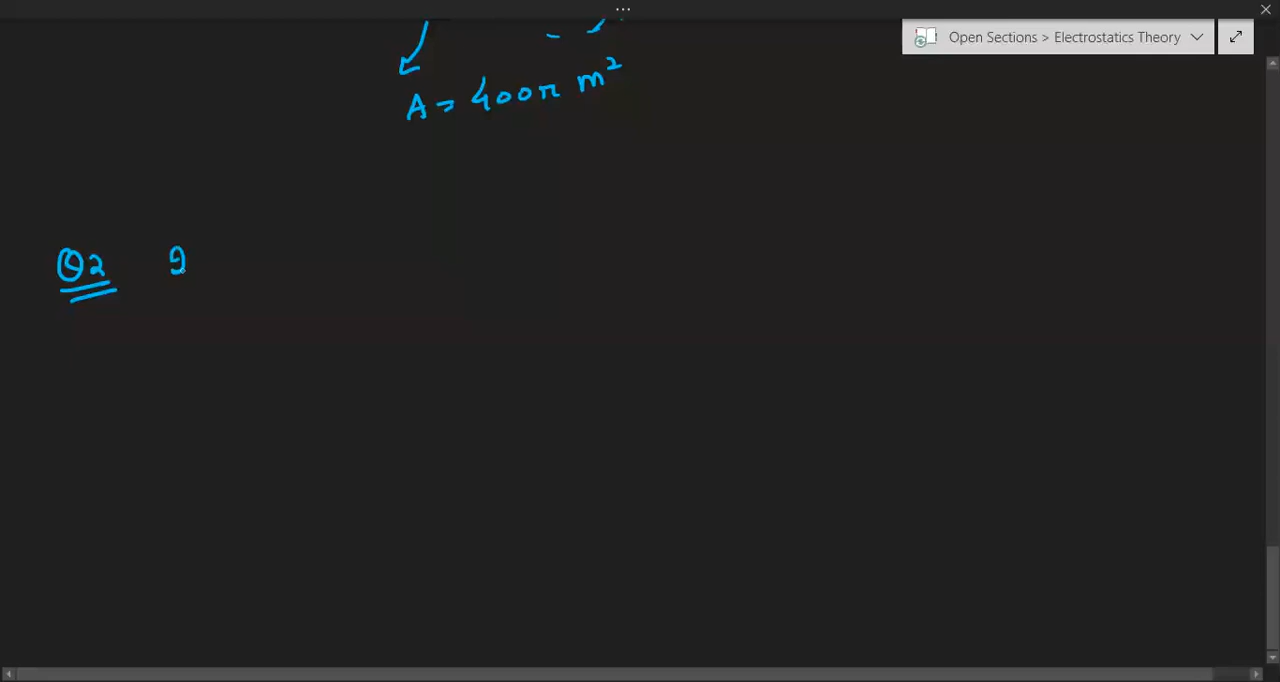 Open Sections > Electrostatics Theory
A = 400π m²
Q2